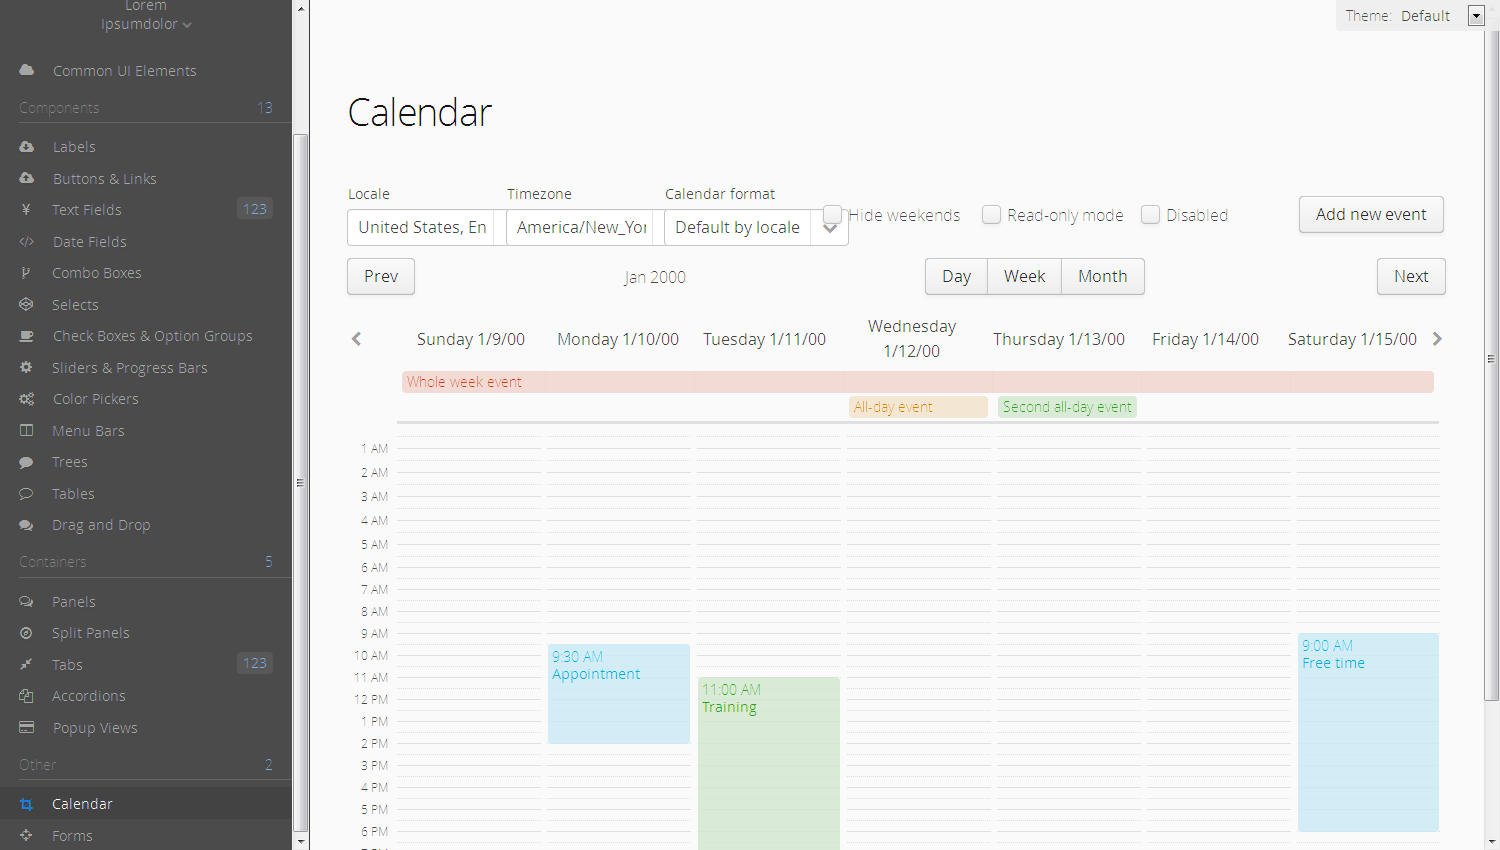 Lorem
Ipsumdolor
Common UI Elements
Components 13
Labels
Buttons & Links
Text Fields 123
Date Fields
Combo Boxes
Selects
Check Boxes & Option Groups
Sliders & Progress Bars
Color Pickers
Menu Bars
Trees
Tables
Drag and Drop
Containers 5
Panels
Split Panels
Tabs 123
Accordions
Popup Views
Other 2
Calendar
Forms
Theme: Default
Calendar
Locale Timezone Calendar format
United States, En America/New_Yor Default by locale Hide weekends Read-only mode Disabled Add new event
Prev Jan 2000 Day Week Month Next
Sunday 1/9/00 Monday 1/10/00 Tuesday 1/11/00 Wednesday 1/12/00 Thursday 1/13/00 Friday 1/14/00 Saturday 1/15/00
Whole week event
All-day event Second all-day event
1 AM
2 AM
3 AM
4 AM
5 AM
6 AM
7 AM
8 AM
9 AM
10 AM
11 AM
12 PM
1 PM
2 PM
3 PM
4 PM
5 PM
6 PM
9:30 AM
Appointment
11:00 AM
Training
9:00 AM
Free time